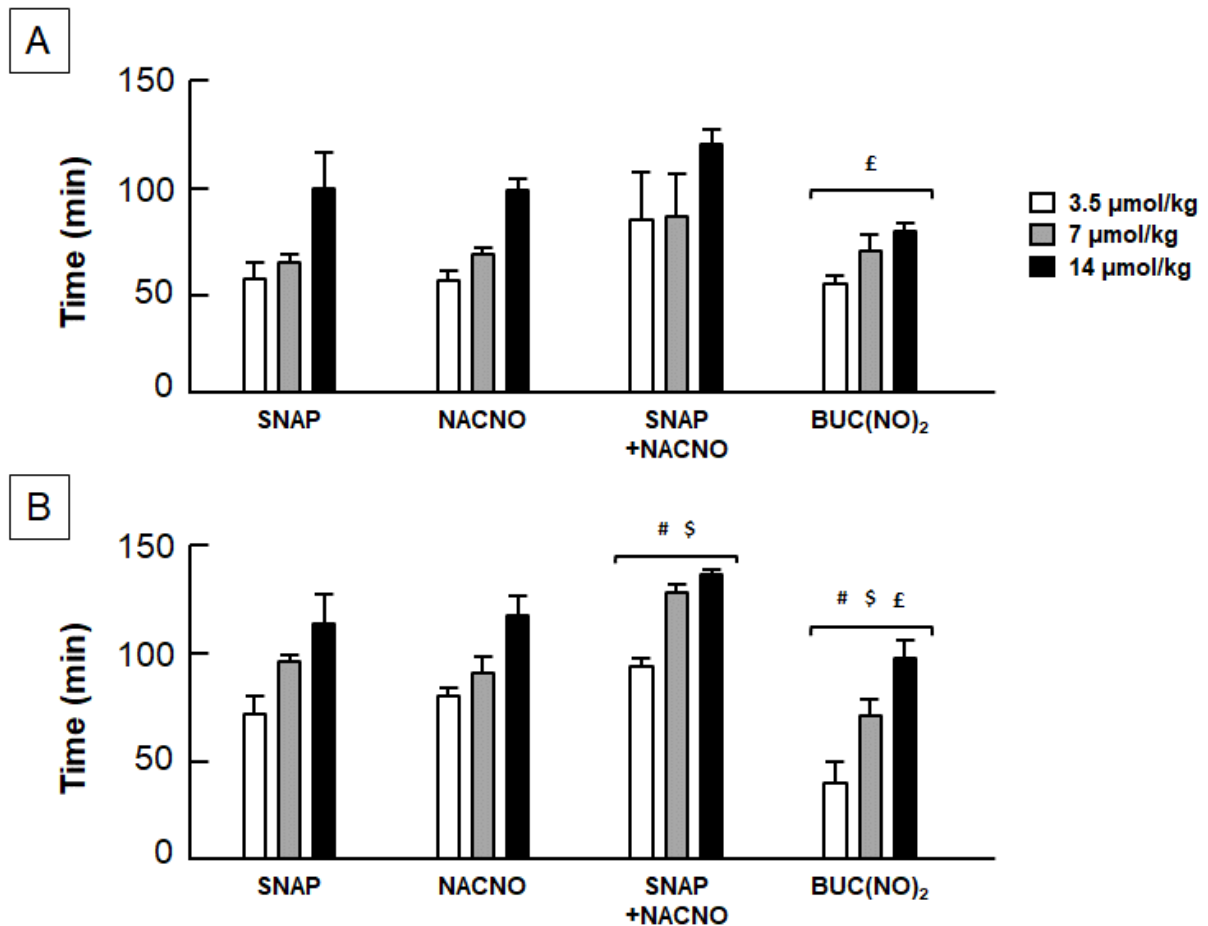 A
150
100
50
0
Time (min)
£
3.5 µmol/kg
7 µmol/kg
14 µmol/kg
SNAP
NACNO
SNAP
+NACNO
BUC(NO)₂
B
150
100
50
0
Time (min)
# $
# $ £
SNAP
NACNO
SNAP
+NACNO
BUC(NO)₂